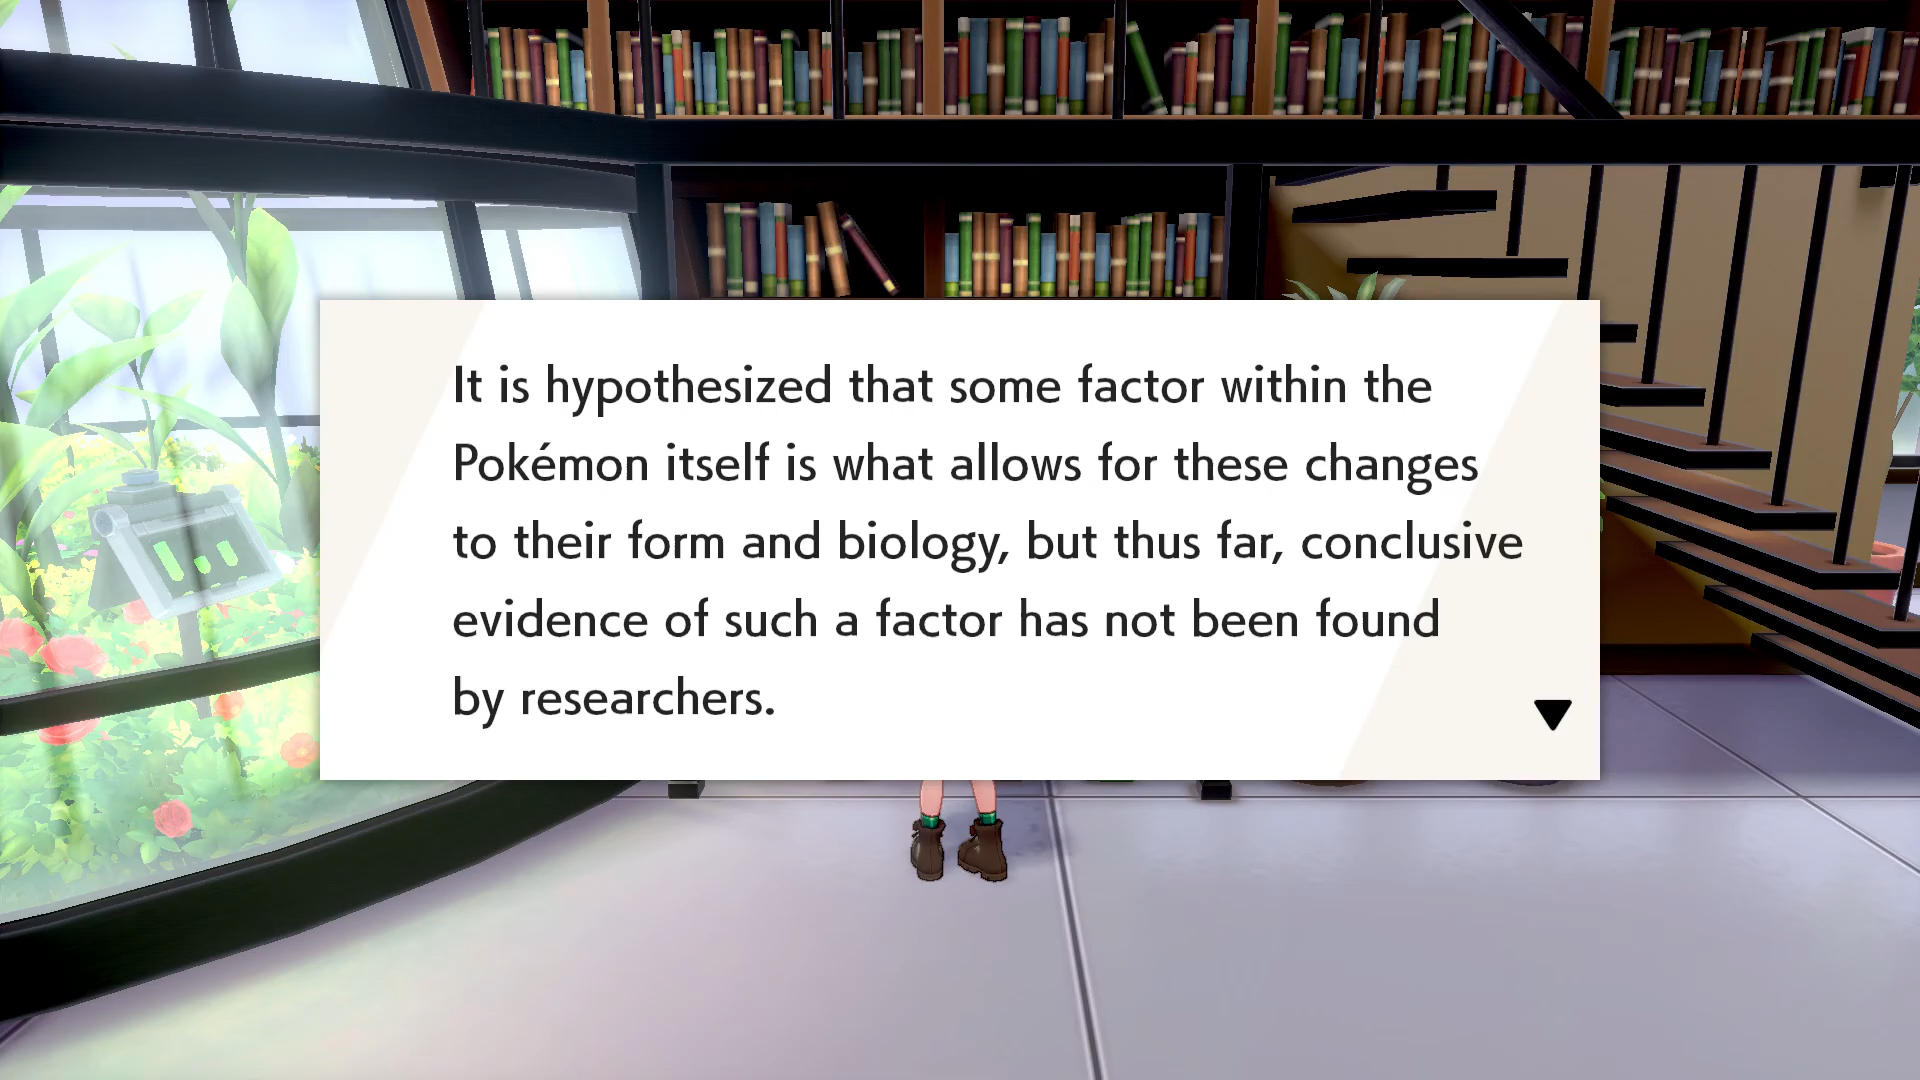 It is hypothesized that some factor within the
Pokémon itself is what allows for these changes
to their form and biology, but thus far, conclusive
evidence of such a factor has not been found
by researchers.